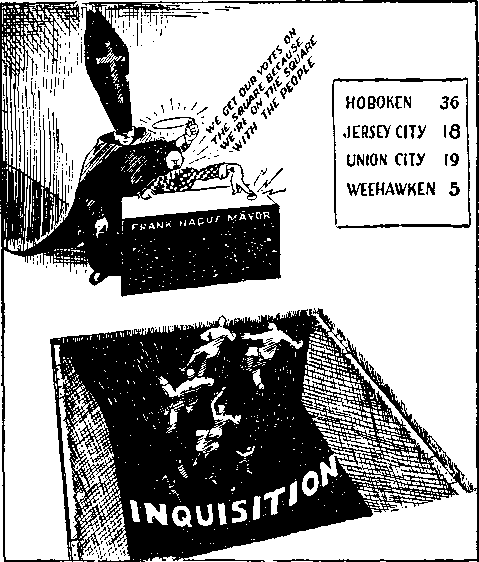 WE GET OUR VOTES ON
THE SQUARE BECAUSE
WE'RE ON THE SQUARE
WITH THE PEOPLE
HOBOKEN 36
JERSEY CITY 18
UNION CITY 19
WEEHAWKEN 5
FRANK HAGUE MAYOR
INQUISITION